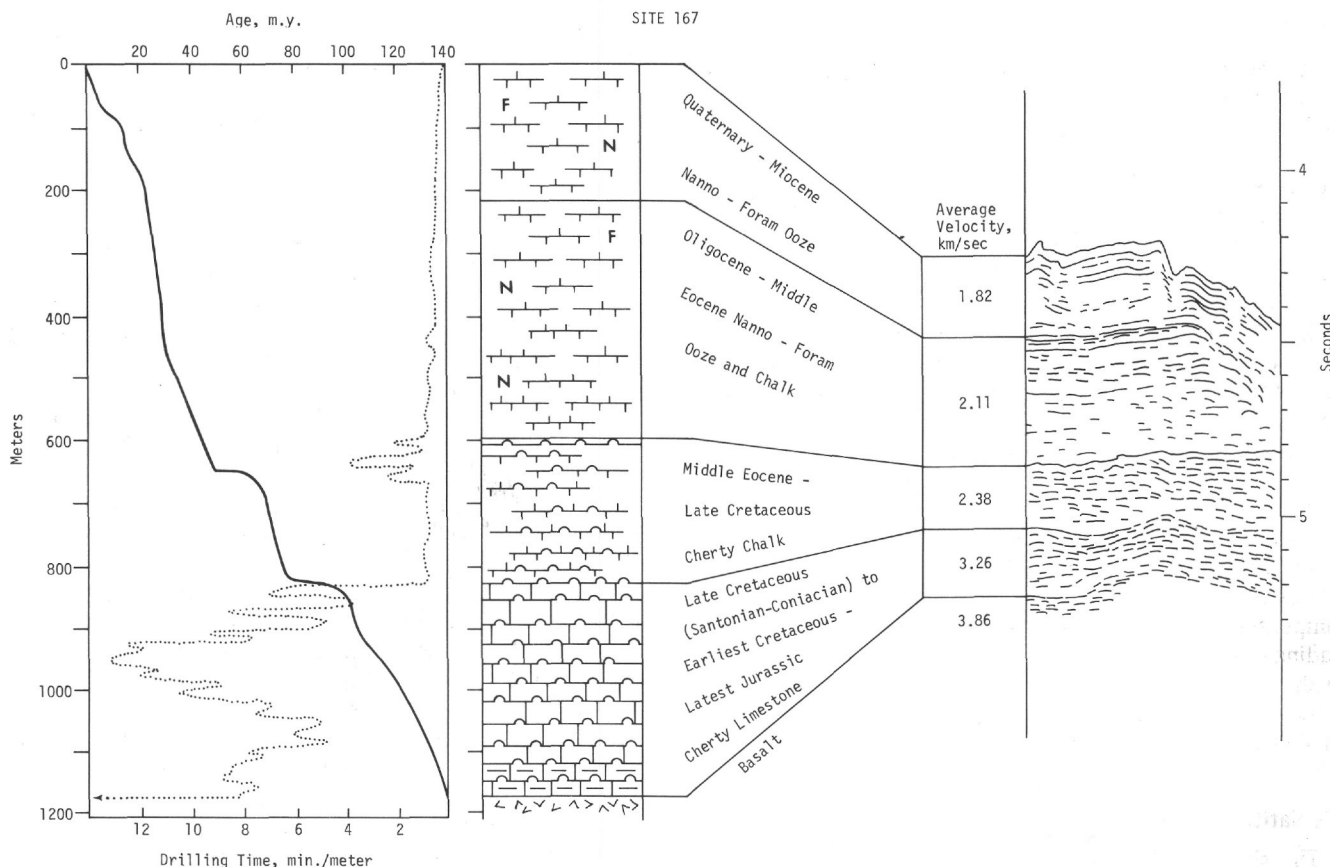 SITE 167
Age, m.y.
20 40 60 80 100 120 140
0
200
400
600
800
1000
1200
Meters
12 10 8 6 4 2
Drilling Time, min./meter
F
N
F
N
N
Quaternary - Miocene
Nanno - Foram Ooze
Oligocene - Middle
Eocene Nanno - Foram
Ooze and Chalk
Middle Eocene -
Late Cretaceous
Cherty Chalk
Late Cretaceous
(Santonian-Coniacian) to
Earliest Cretaceous -
Latest Jurassic
Cherty Limestone
Basalt
Average
Velocity,
km/sec
1.82
2.11
2.38
3.26
3.86
4
5
Seconds